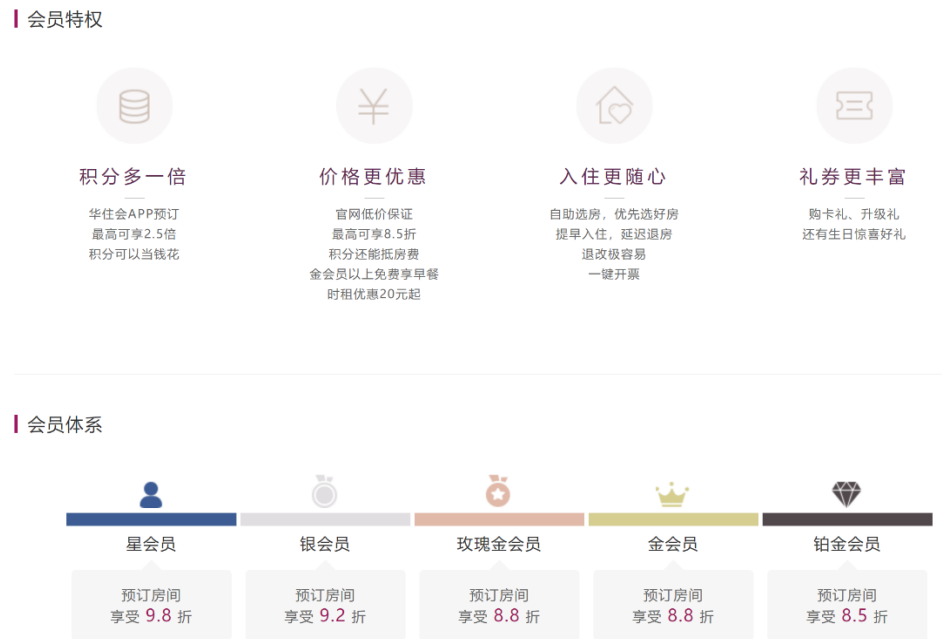 会员特权
积分多一倍
华住会APP预订
最高可享2.5倍
积分可以当钱花
价格更优惠
官网低价保证
最高可享8.5折
积分还能抵房费
金会员以上免费享早餐
时租优惠20元起
入住更随心
自助选房，优先选好房
提早入住，延迟退房
退改极容易
一键开票
礼券更丰富
购卡礼、升级礼
还有生日惊喜好礼
会员体系
星会员
预订房间
享受 9.8 折
银会员
预订房间
享受 9.2 折
玫瑰金会员
预订房间
享受 8.8 折
金会员
预订房间
享受 8.8 折
铂金会员
预订房间
享受 8.5 折